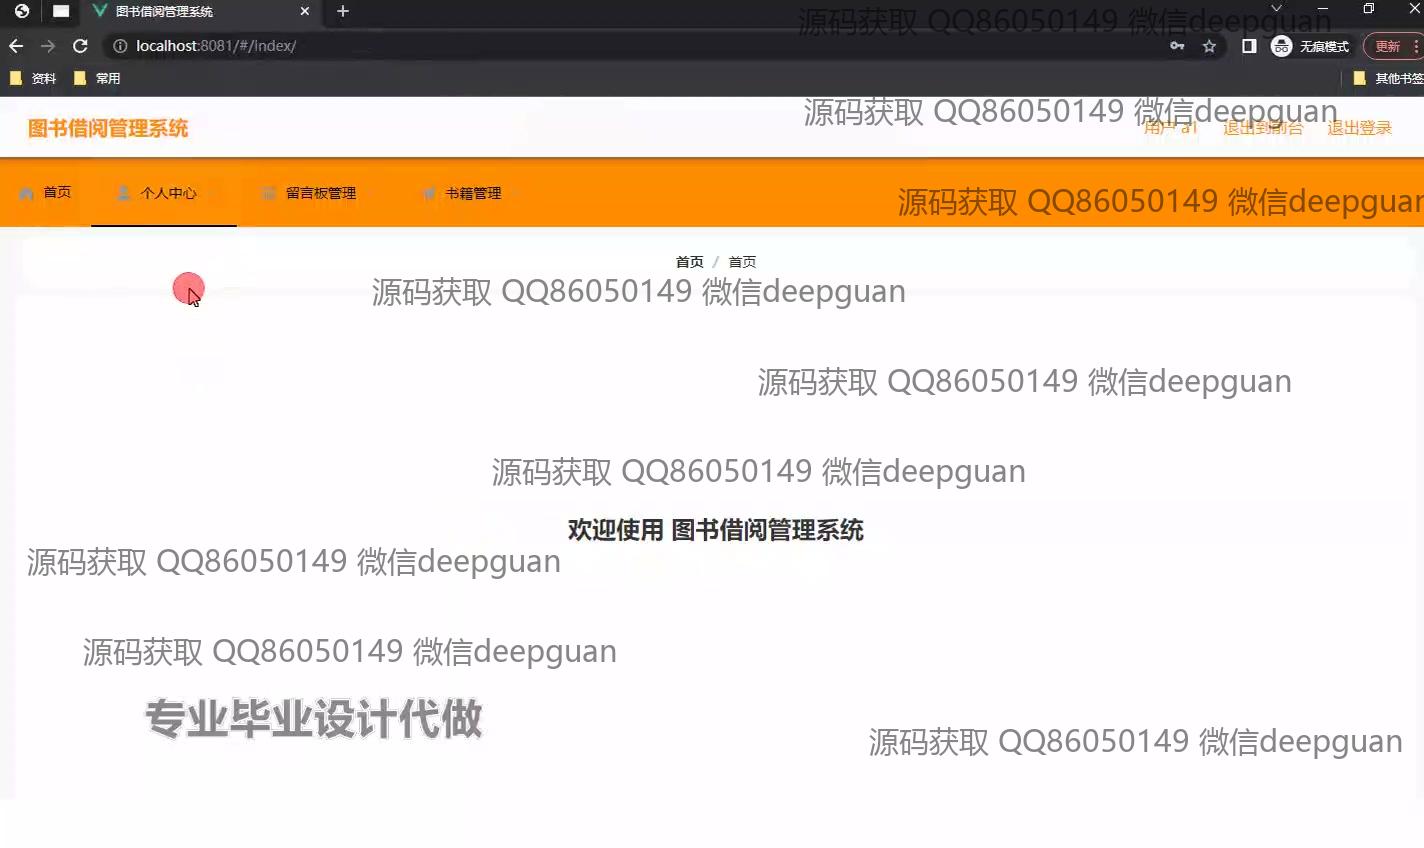 图书借阅管理系统
源码获取 QQ86050149 微信deepguan
localhost:8081/#/index/
无痕模式
更新
资料
常用
其他书签
源码获取 QQ86050149 微信deepguan
图书借阅管理系统
用户 a1
退出到前台
退出登录
首页
个人中心
留言板管理
书籍管理
源码获取 QQ86050149 微信deepguan
首页 / 首页
源码获取 QQ86050149 微信deepguan
源码获取 QQ86050149 微信deepguan
源码获取 QQ86050149 微信deepguan
欢迎使用 图书借阅管理系统
源码获取 QQ86050149 微信deepguan
源码获取 QQ86050149 微信deepguan
专业毕业设计代做
源码获取 QQ86050149 微信deepguan